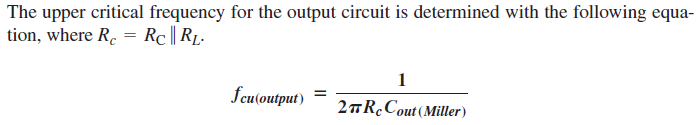 The upper critical frequency for the output circuit is determined with the following equa-
tion, where R_c = R_C ∥ R_L.
f_cu(output) = 1 / 2πR_cC_out(Miller)